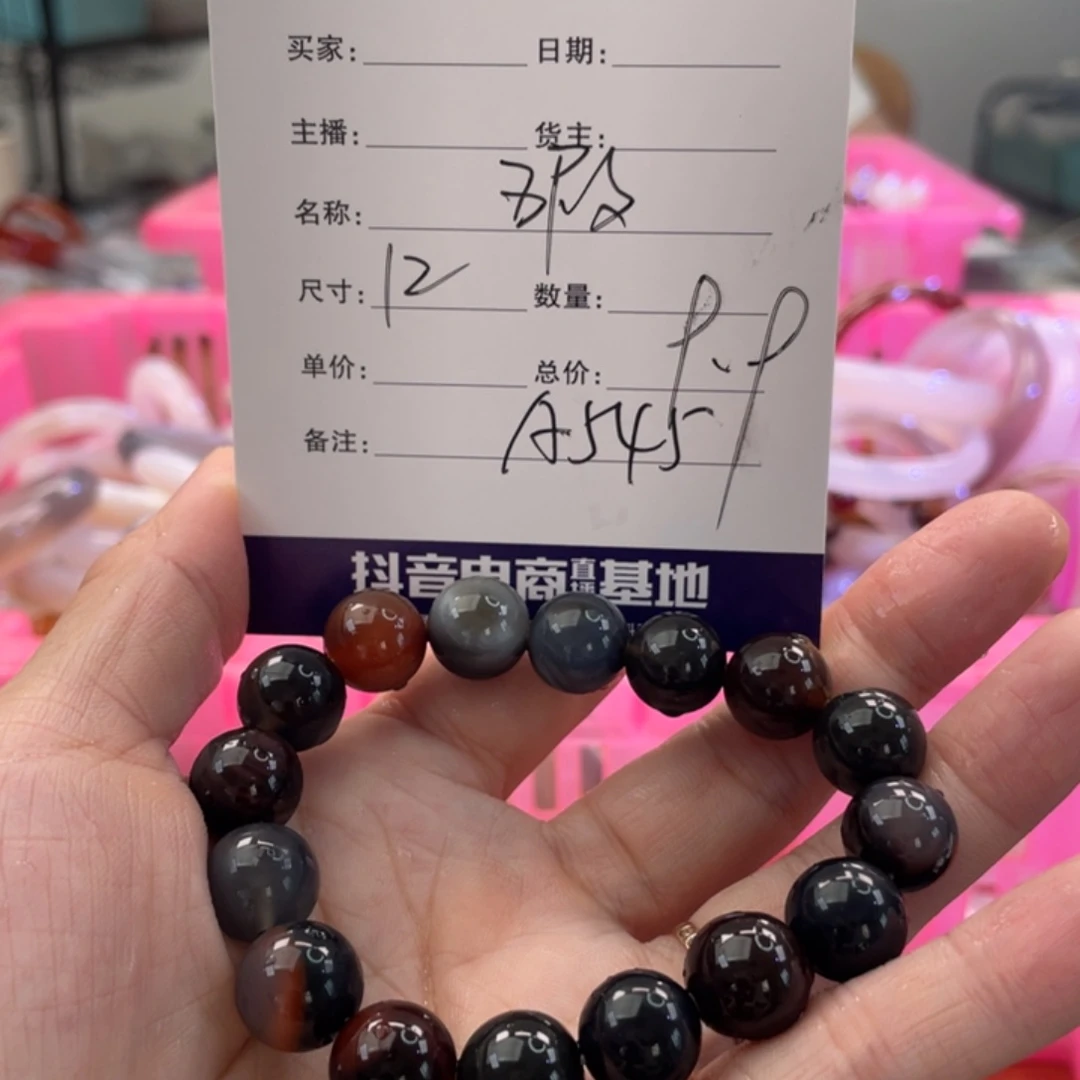 买家: 日期:
主播: 货主:
名称:
尺寸: 12 数量:
单价: 总价:
备注: A545
抖音电商直播基地